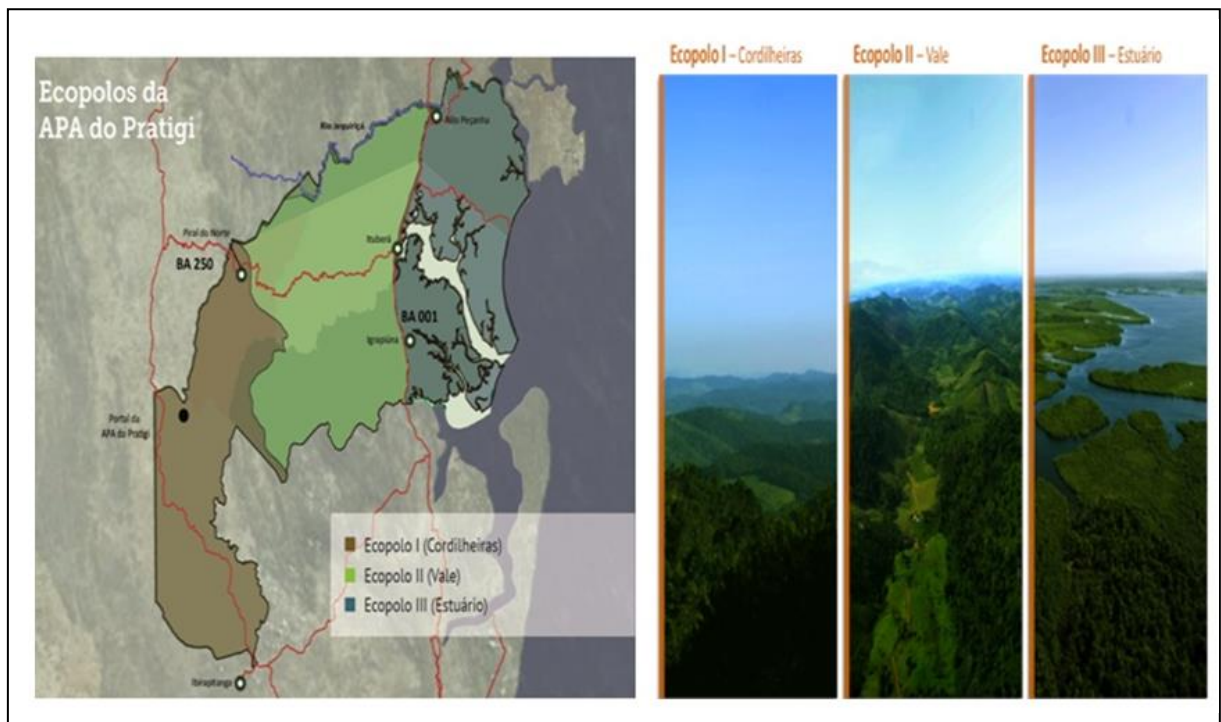 Ecopolos da
APA do Pratigi
Rio Jequiriçá
Nilo Peçanha
Piraí do Norte
BA 250
Ituberá
BA 001
Igrapiúna
Portal da
APA do Pratigi
Ecopolo I (Cordilheiras)
Ecopolo II (Vale)
Ecopolo III (Estuário)
Ibirapitanga
Ecopolo I – Cordilheiras
Ecopolo II – Vale
Ecopolo III – Estuário